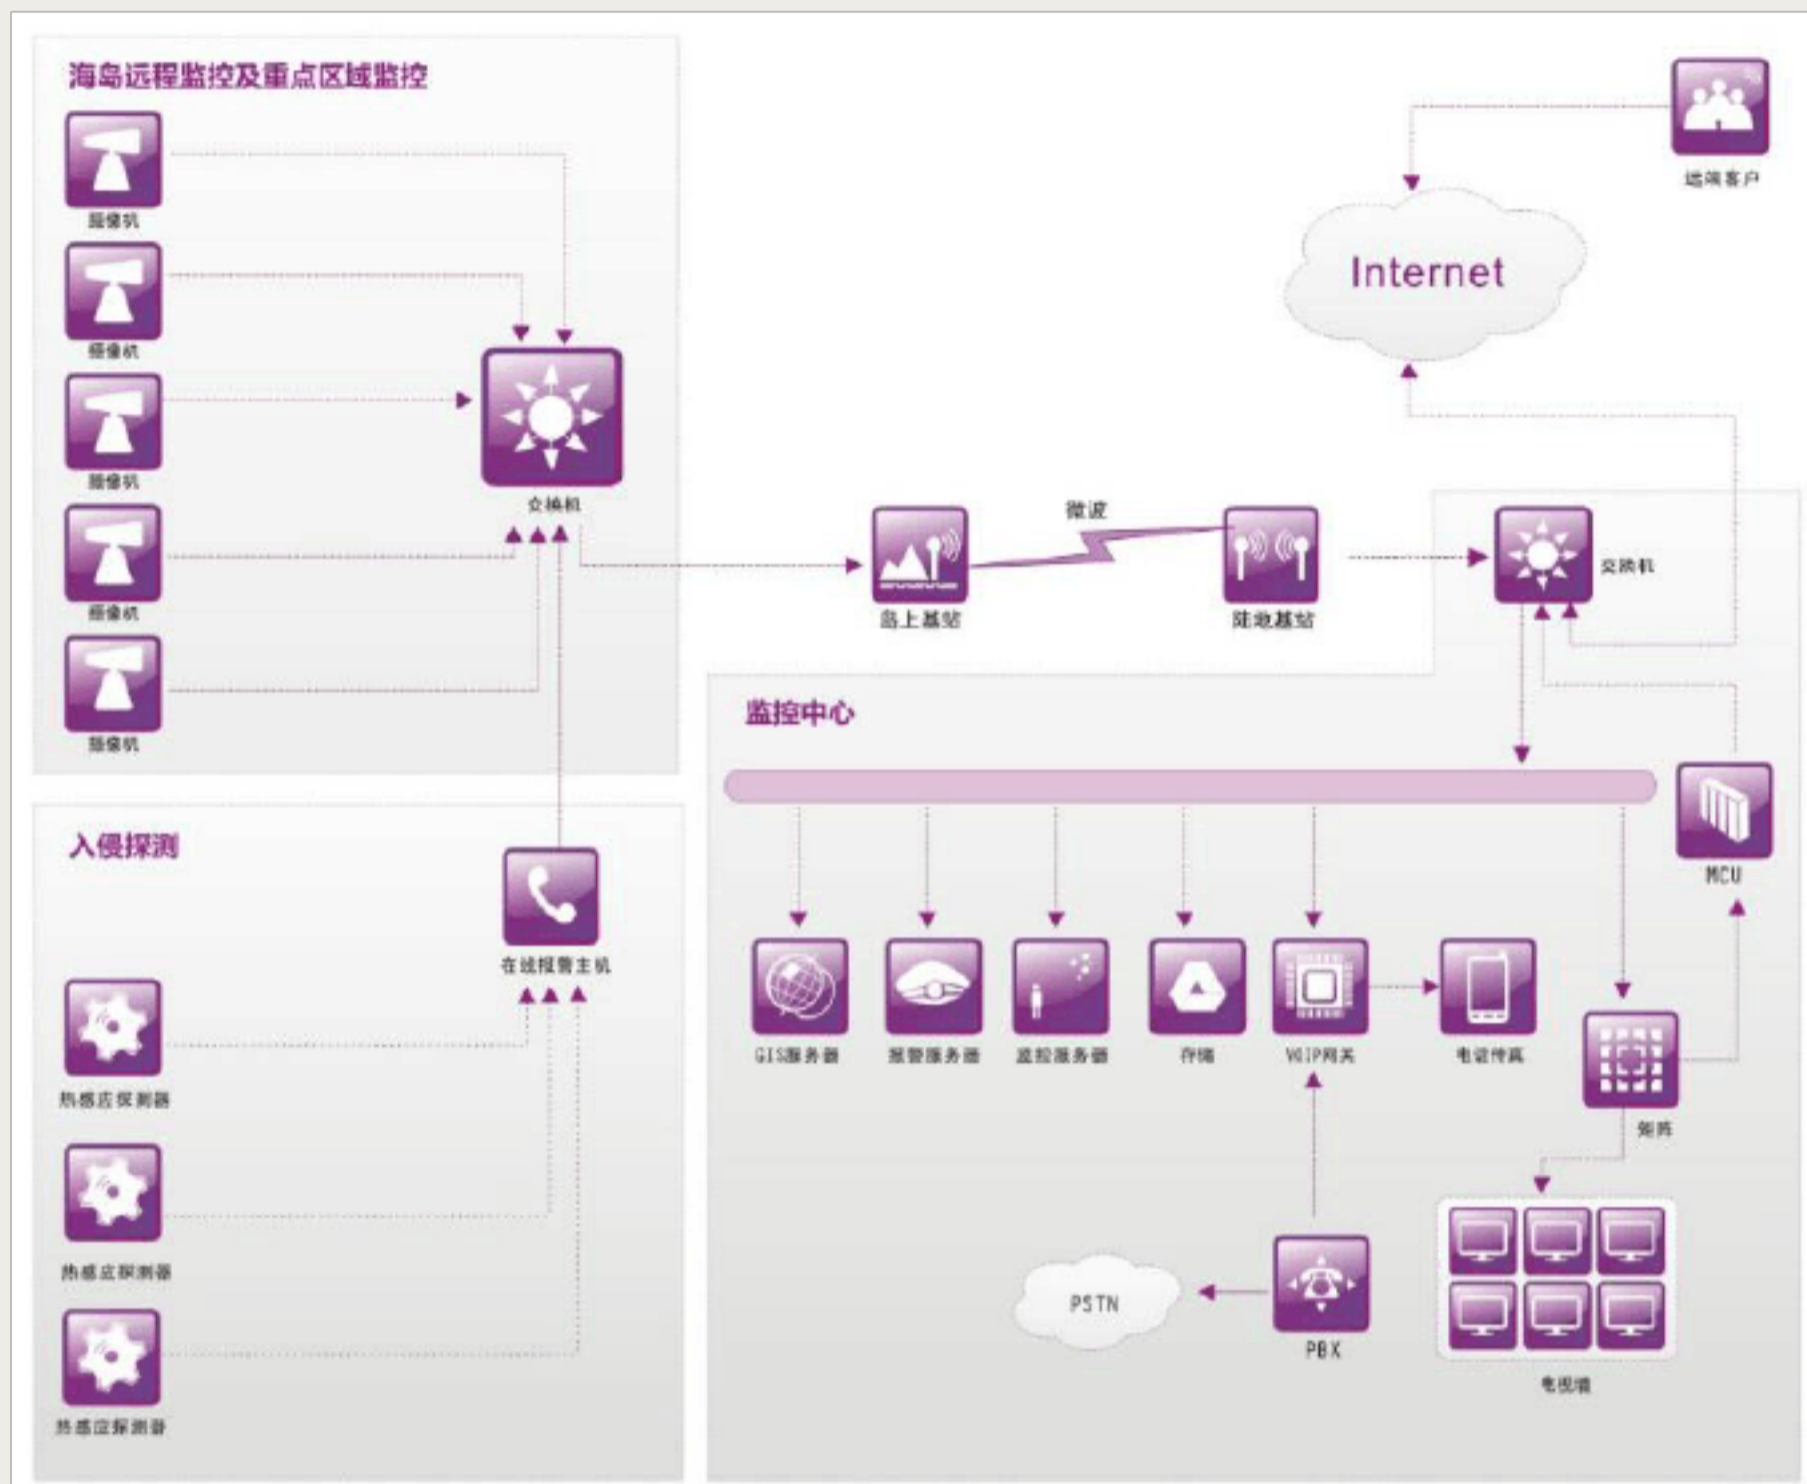 海岛远程监控及重点区域监控
摄像机
摄像机
摄像机
摄像机
摄像机
交换机
入侵探测
在线报警主机
热感应探测器
热感应探测器
热感应探测器
岛上基站
微波
陆地基站
远端客户
Internet
交换机
监控中心
MCU
GIS服务器
报警服务器
监控服务器
存储
VOIP网关
电话传真
矩阵
PSTN
PBX
电视墙